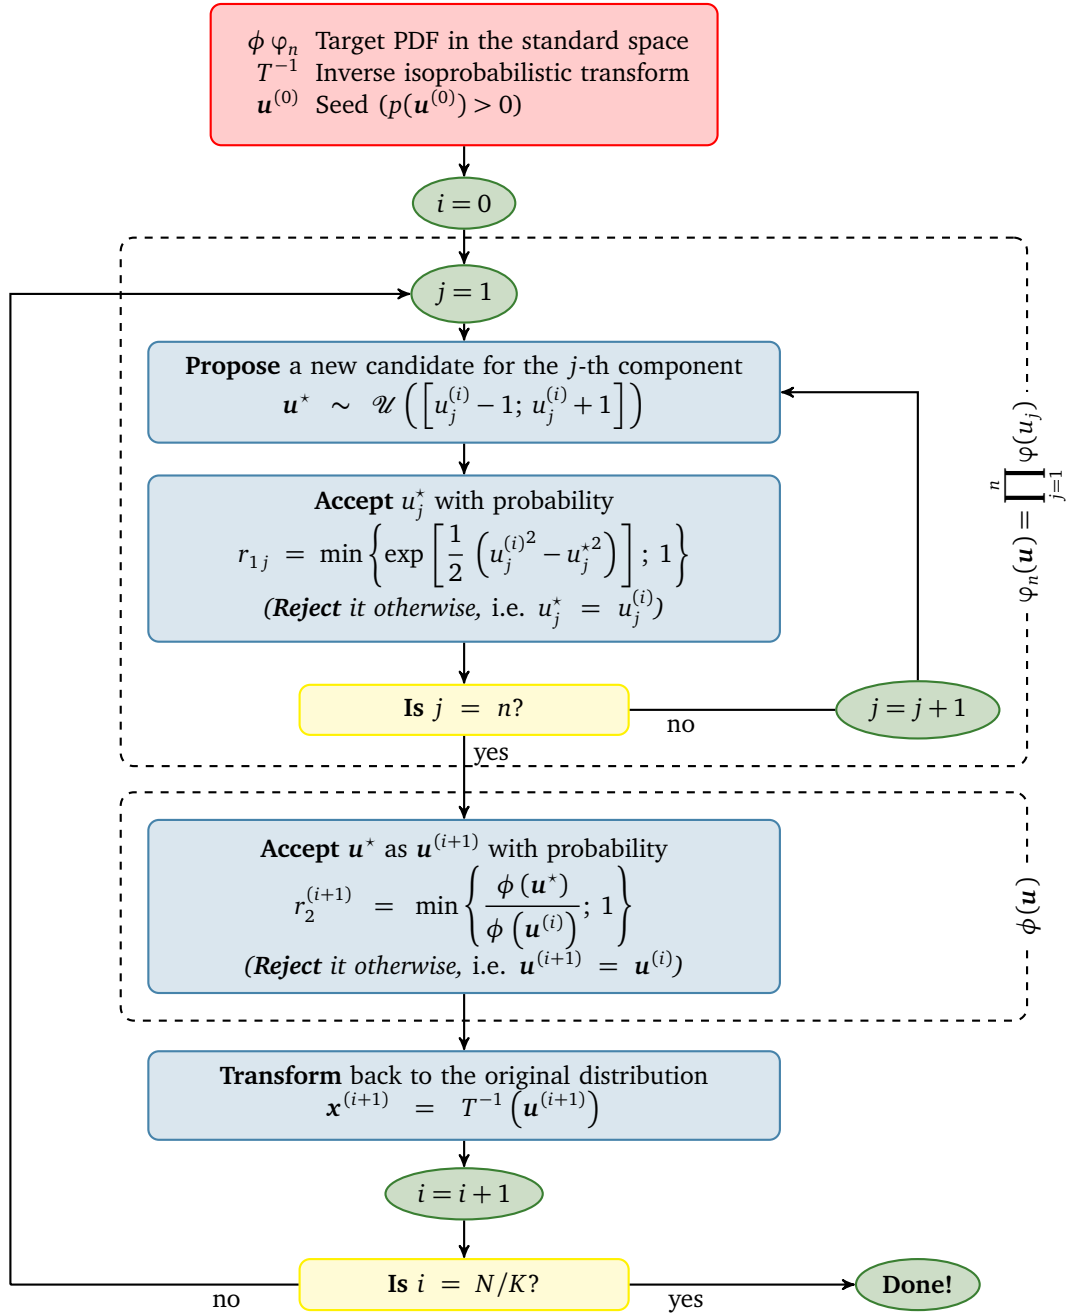 ϕ φₙ Target PDF in the standard space
T⁻¹ Inverse isoprobabilistic transform
𝒖⁽⁰⁾ Seed (p(𝒖⁽⁰⁾) > 0)
i = 0
j = 1
Propose a new candidate for the j-th component
𝒖* ∼ 𝒰([u_j^(i) − 1; u_j^(i) + 1])
Accept u_j^⋆ with probability
r_{1j} = min{exp[1/2 (u_j^(i)² − u_j^⋆²)]; 1}
(Reject it otherwise, i.e. u_j^⋆ = u_j^(i))
Is j = n?
no
j = j + 1
yes
φₙ(𝒖) = ∏_{j=1}^{n} φ(u_j)
Accept 𝒖^⋆ as 𝒖^(i+1) with probability
r_2^(i+1) = min{ϕ(𝒖^⋆)/ϕ(𝒖^(i)); 1}
(Reject it otherwise, i.e. 𝒖^(i+1) = 𝒖^(i))
ϕ(𝒖)
Transform back to the original distribution
𝒙^(i+1) = T⁻¹(𝒖^(i+1))
i = i + 1
Is i = N/K?
no
yes
Done!